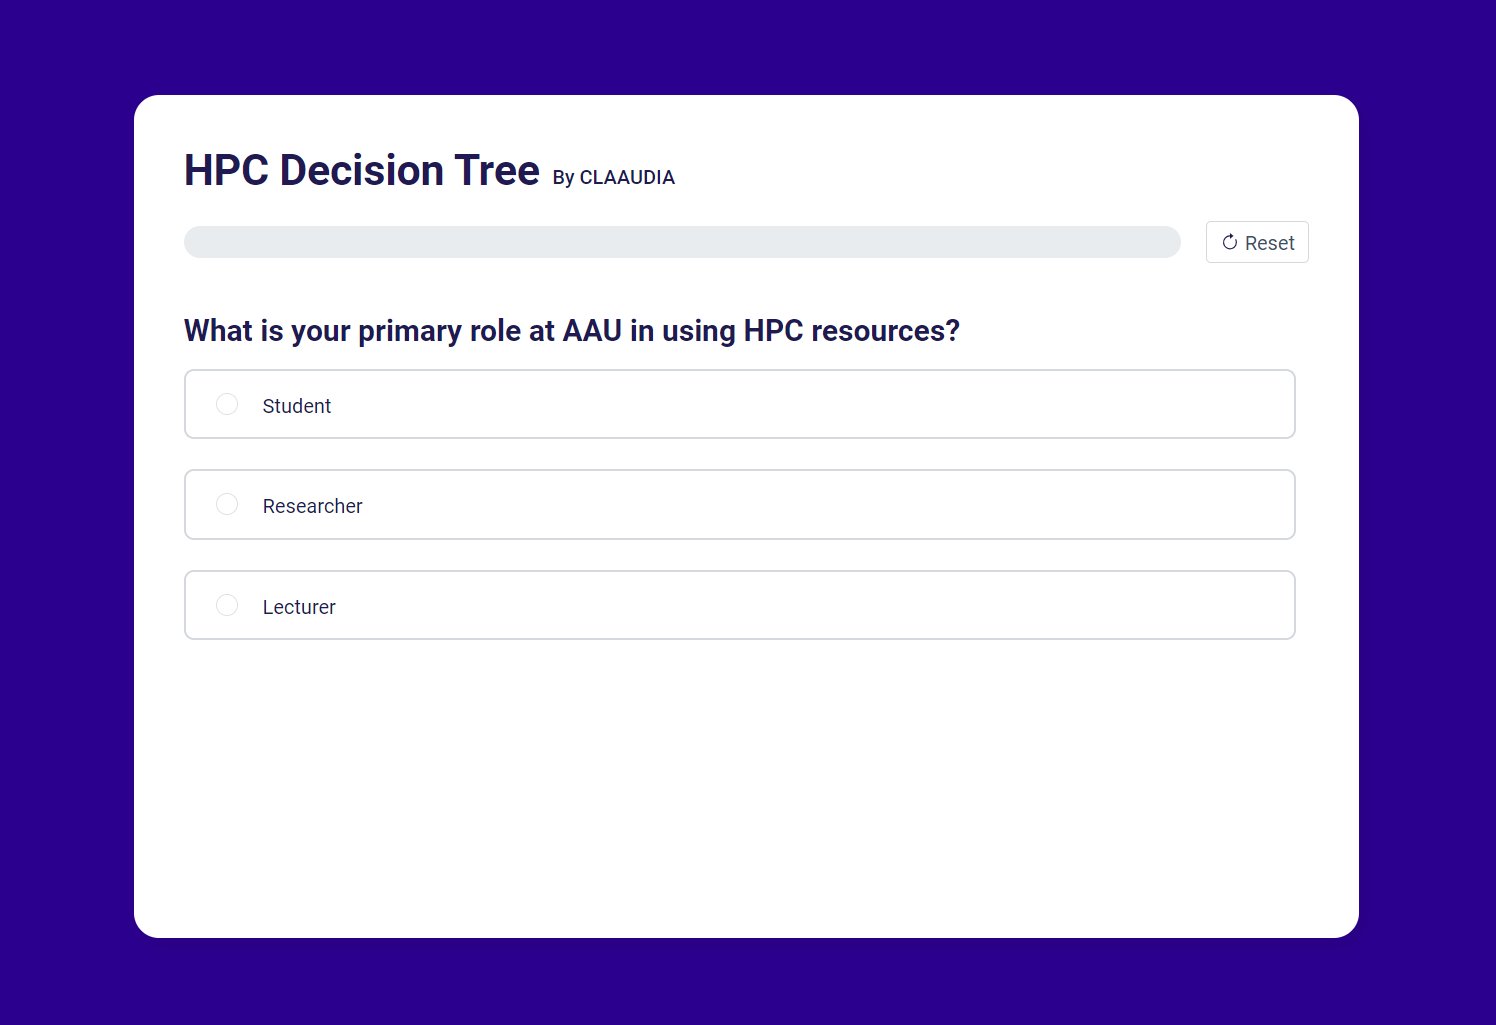 HPC Decision Tree By CLAAUDIA
Reset
What is your primary role at AAU in using HPC resources?
Student
Researcher
Lecturer